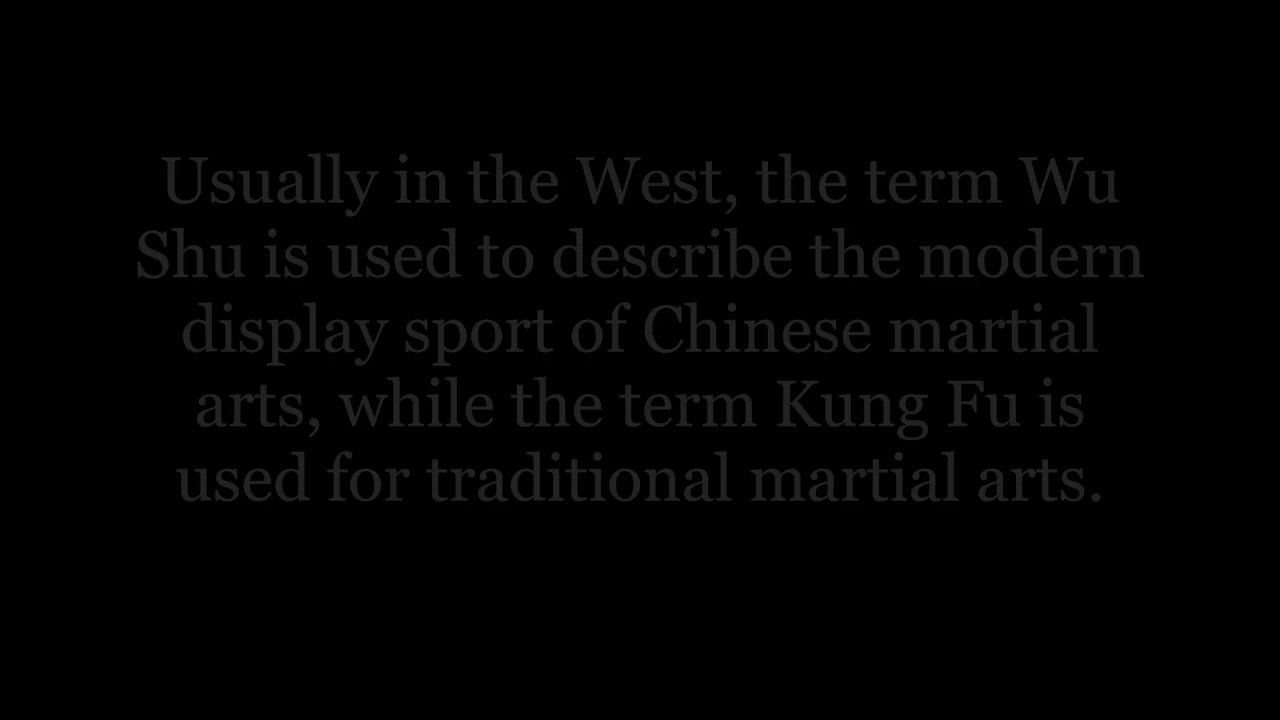 Usually in the West, the term Wu
Shu is used to describe the modern
display sport of Chinese martial
arts, while the term Kung Fu is
used for traditional martial arts.